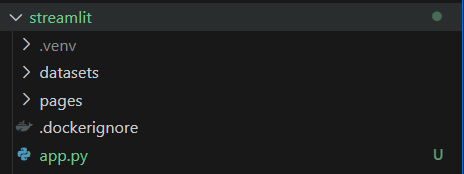 streamlit
.venv
datasets
pages
.dockerignore
app.py U